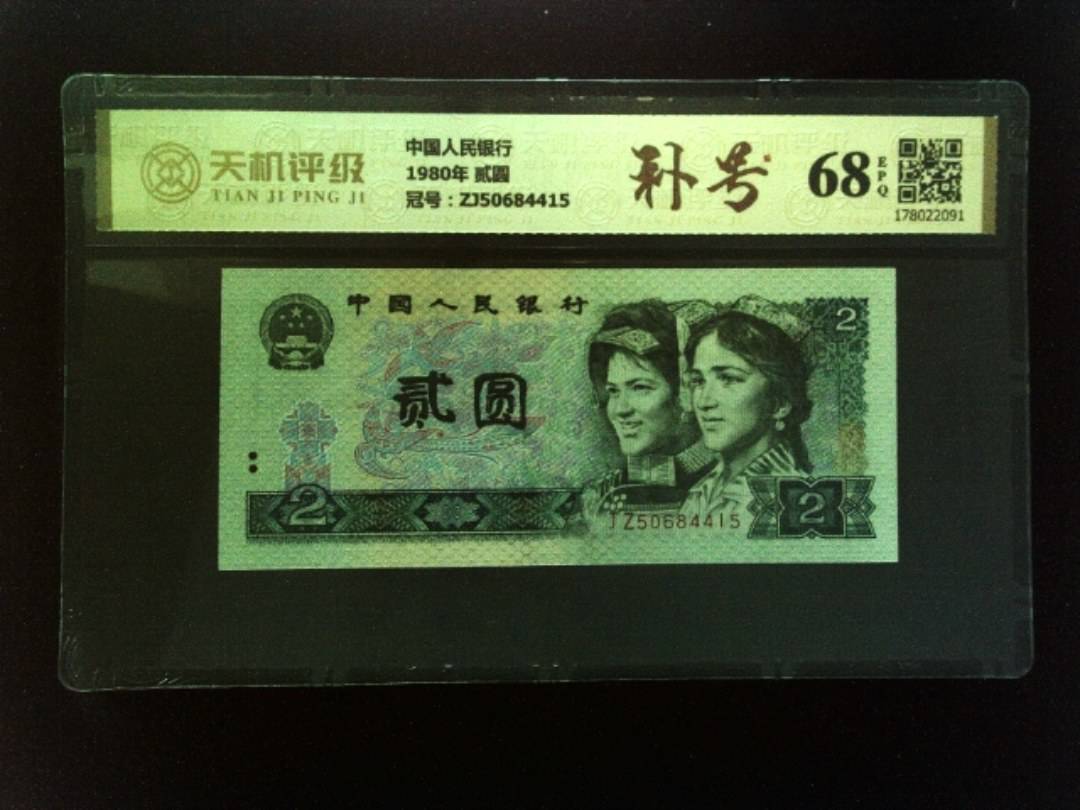 天机评级
TIAN JI PING JI
中国人民银行
1980年 贰圆
冠号：ZJ50684415
补号
68
EPQ
178022091
中国人民银行
2
贰圆
2
JZ50684415
2